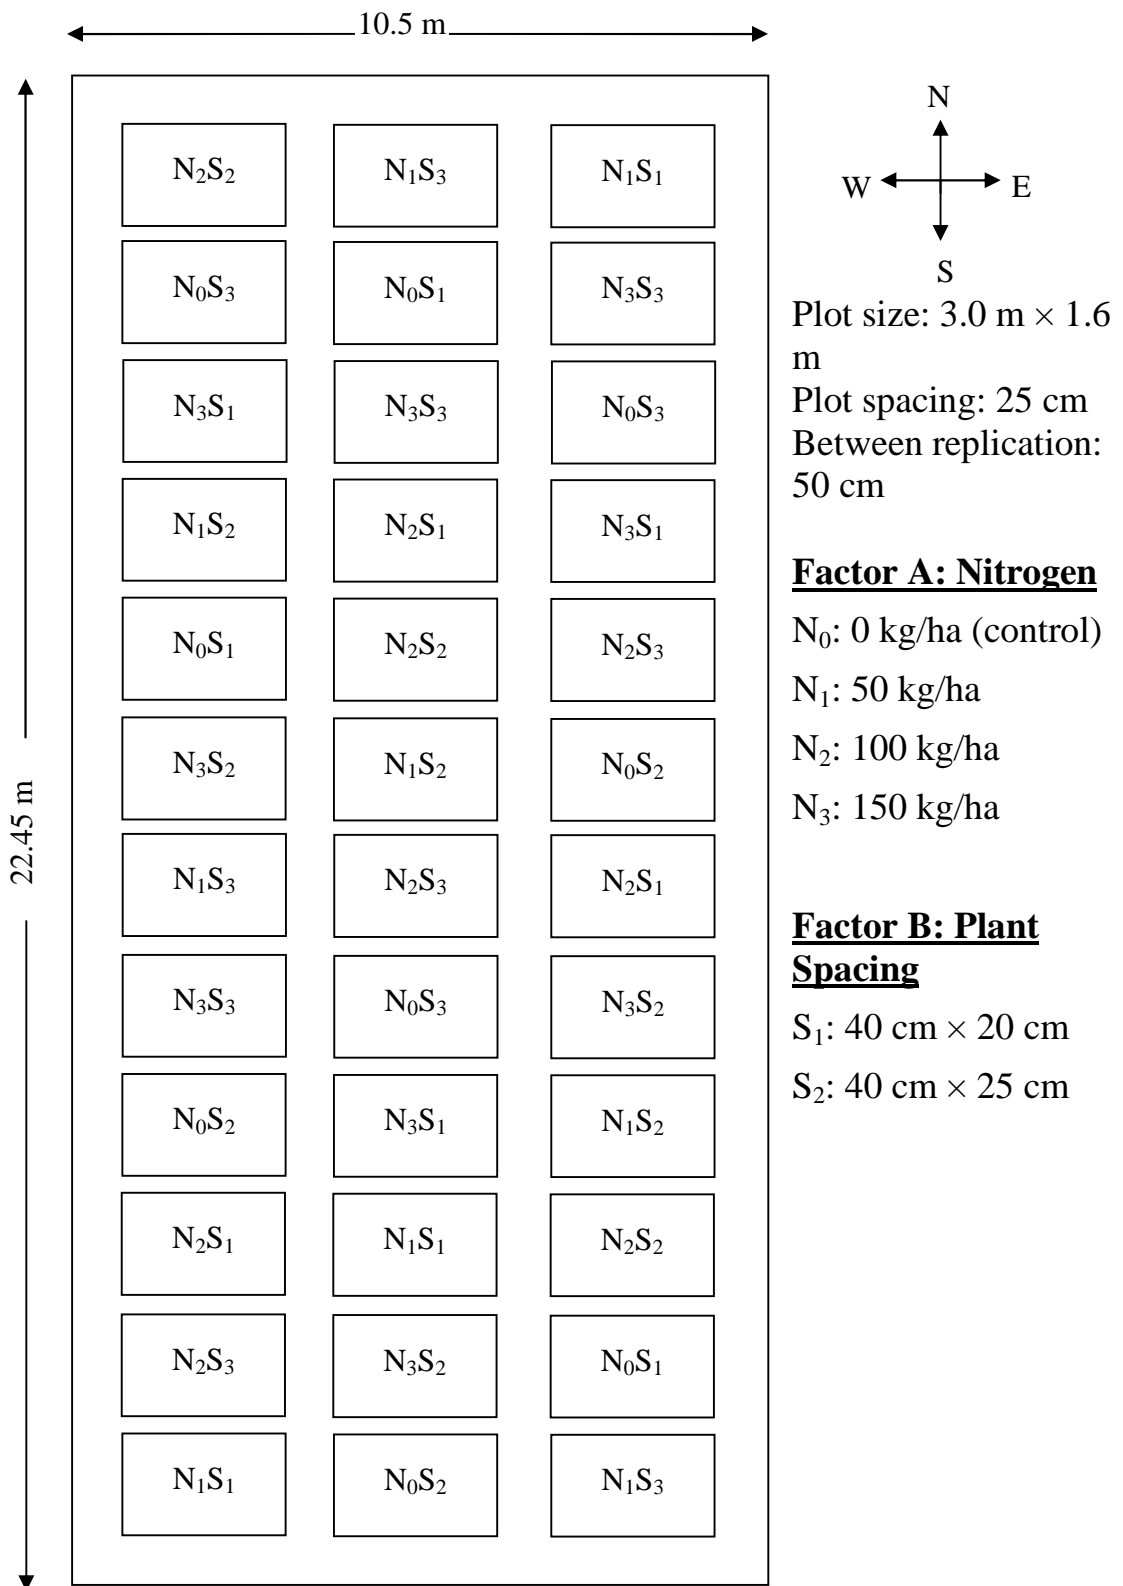 10.5 m
N
W E
S
22.45 m
N₂S₂ N₁S₃ N₁S₁
N₀S₃ N₀S₁ N₃S₃
N₃S₁ N₃S₃ N₀S₃
N₁S₂ N₂S₁ N₃S₁
N₀S₁ N₂S₂ N₂S₃
N₃S₂ N₁S₂ N₀S₂
N₁S₃ N₂S₃ N₂S₁
N₃S₃ N₀S₃ N₃S₂
N₀S₂ N₃S₁ N₁S₂
N₂S₁ N₁S₁ N₂S₂
N₂S₃ N₃S₂ N₀S₁
N₁S₁ N₀S₂ N₁S₃
Plot size: 3.0 m × 1.6
m
Plot spacing: 25 cm
Between replication:
50 cm
Factor A: Nitrogen
N₀: 0 kg/ha (control)
N₁: 50 kg/ha
N₂: 100 kg/ha
N₃: 150 kg/ha
Factor B: Plant
Spacing
S₁: 40 cm × 20 cm
S₂: 40 cm × 25 cm